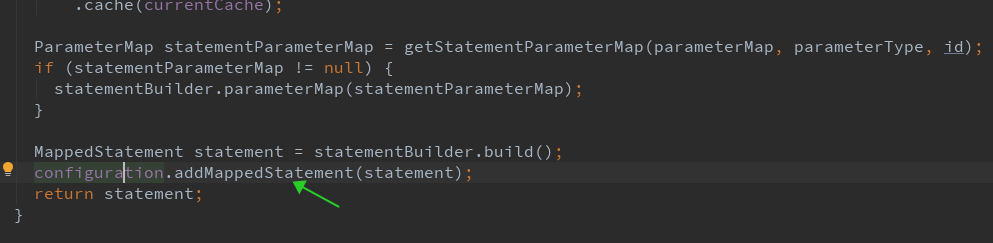 .cache(currentCache);
ParameterMap statementParameterMap = getStatementParameterMap(parameterMap, parameterType, id);
if (statementParameterMap != null) {
statementBuilder.parameterMap(statementParameterMap);
}
MappedStatement statement = statementBuilder.build();
configuration.addMappedStatement(statement);
return statement;
}